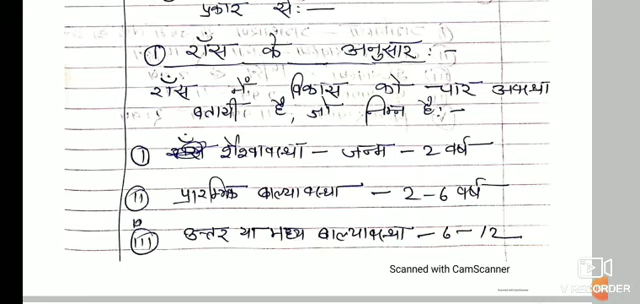 प्रकार से:—
① रॉस के अनुसार :-
रॉस ने विकास को चार अवस्था
बतायी है, जो निम्न है:-
Ⓘ शैशवावस्था — जन्म - 2 वर्ष
ⓘⓘ प्रारम्भिक बाल्यावस्था — 2-6 वर्ष
III उत्तर या मध्य बाल्यावस्था - 6-12
Scanned with CamScanner
V RECORDER